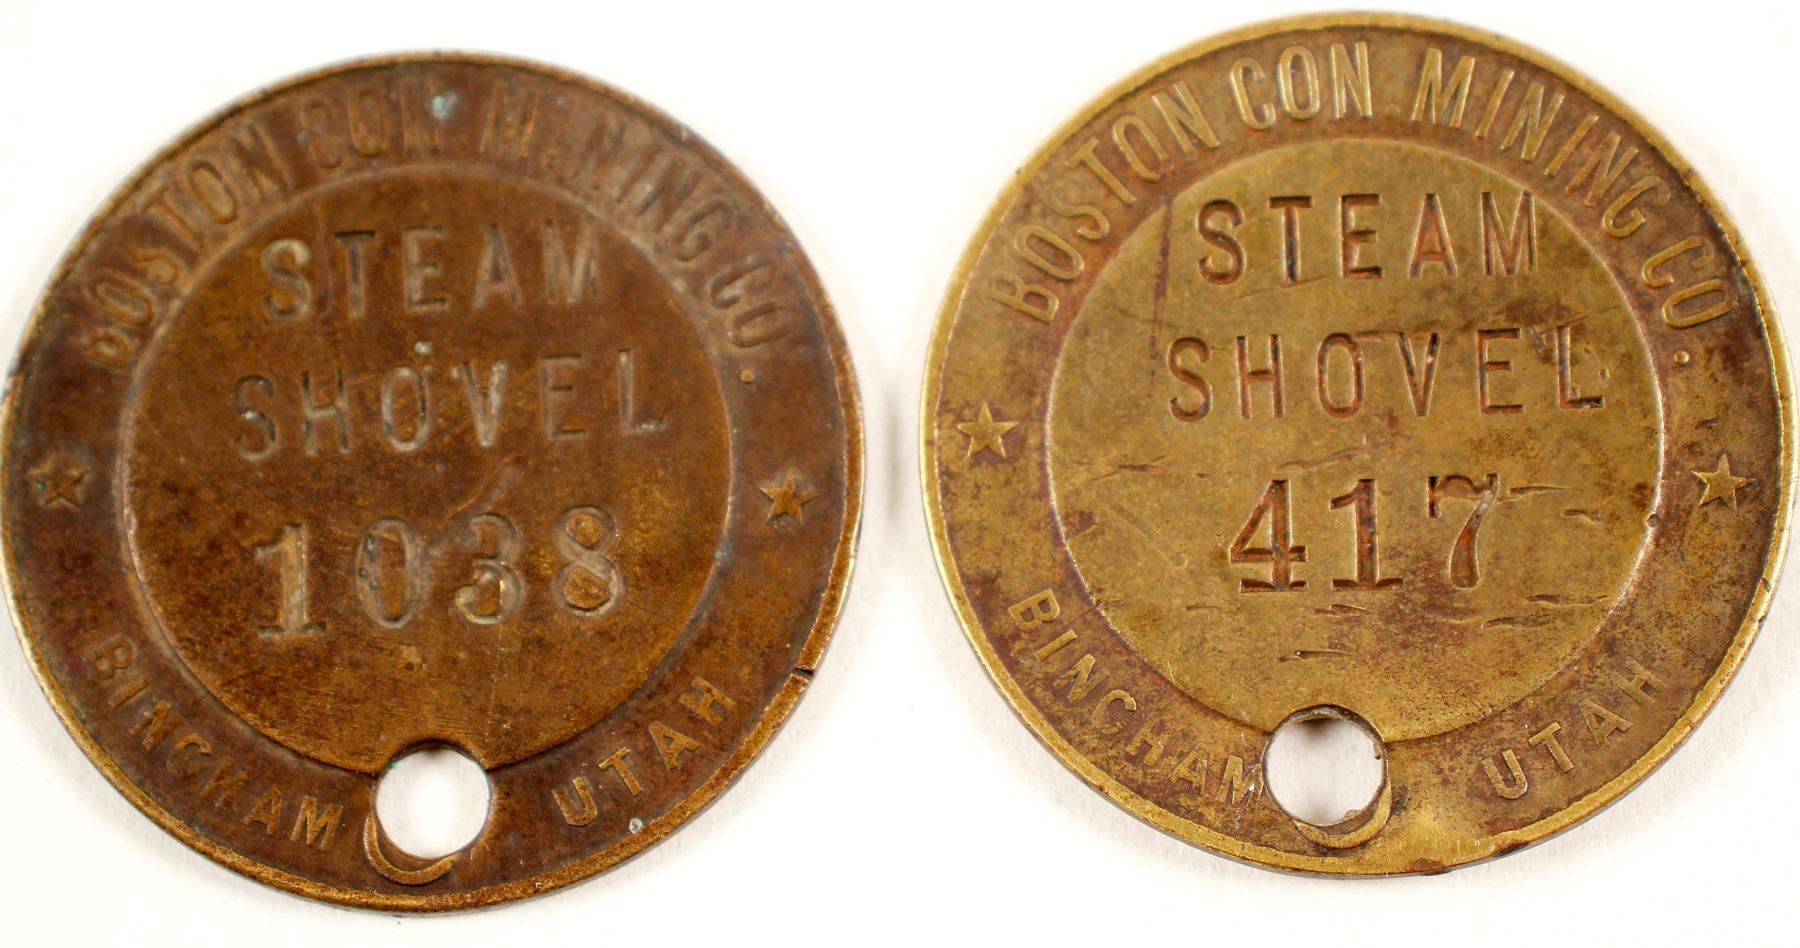 BOSTON CON. MINING CO.
STEAM
SHOVEL
1038
BINGHAM UTAH
BOSTON CON. MINING CO.
STEAM
SHOVEL
417
BINGHAM UTAH